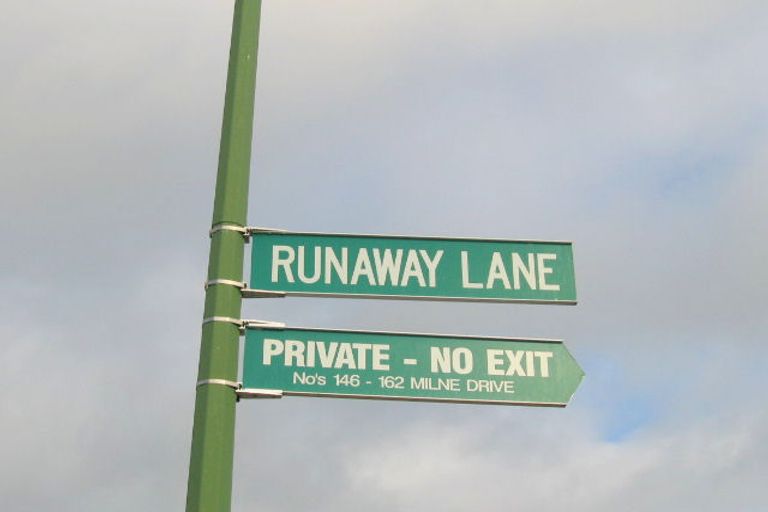 RUNAWAY LANE
PRIVATE - NO EXIT
No's 146 - 162 MILNE DRIVE